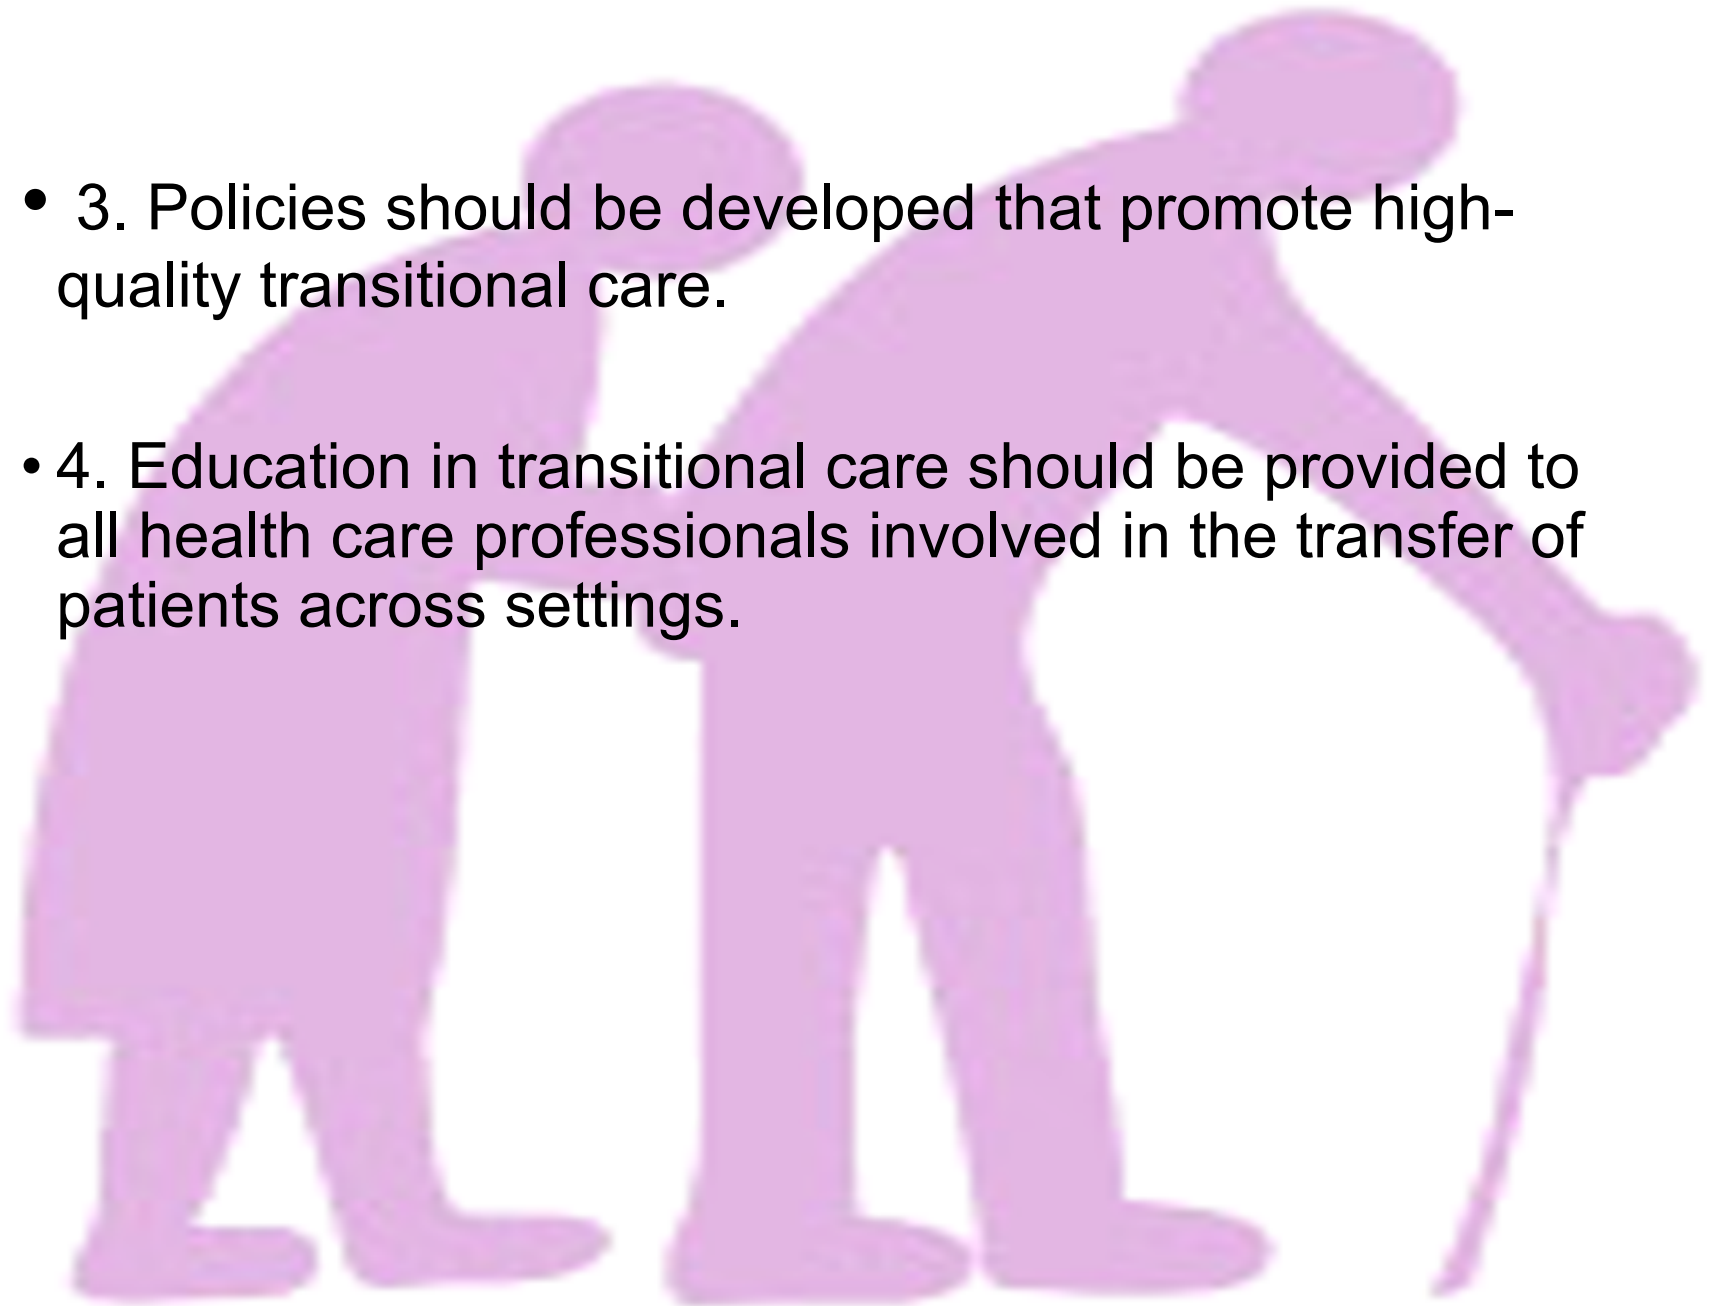 • 3. Policies should be developed that promote high-
quality transitional care.
• 4. Education in transitional care should be provided to
all health care professionals involved in the transfer of
patients across settings.